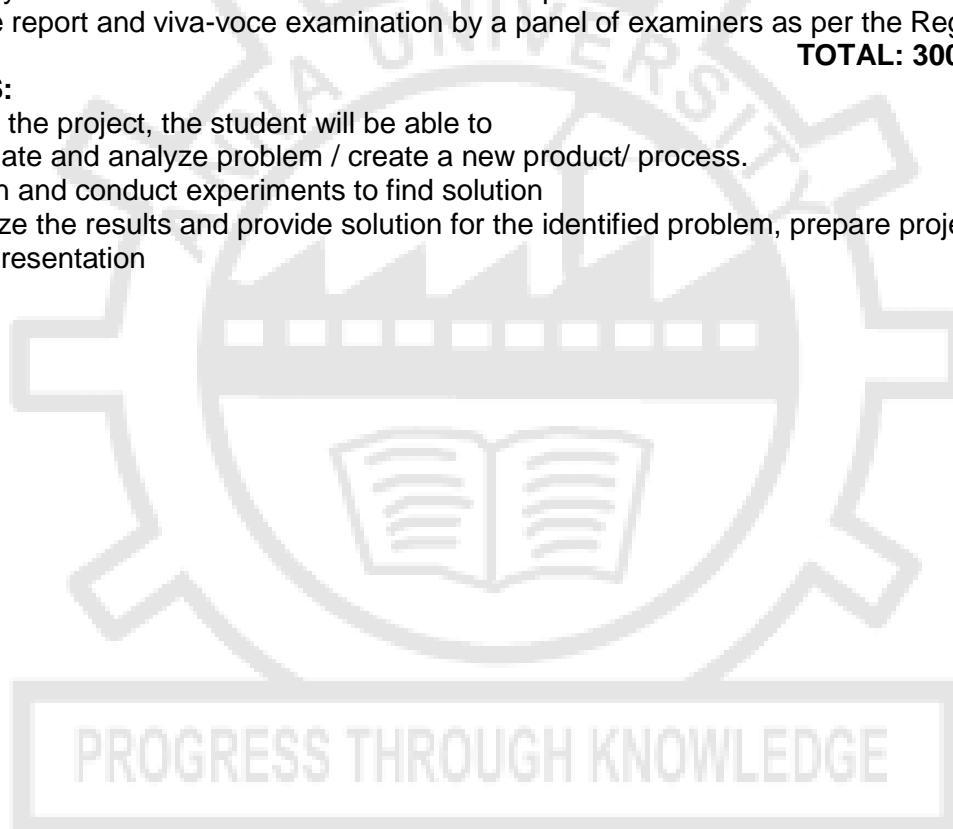 e report and viva-voce examination by a panel of examiners as per the Reg
TOTAL: 300
S:
the project, the student will be able to
ate and analyze problem / create a new product/ process.
n and conduct experiments to find solution
ze the results and provide solution for the identified problem, prepare proje
resentation
ANNA UNIVERSITY
PROGRESS THROUGH KNOWLEDGE